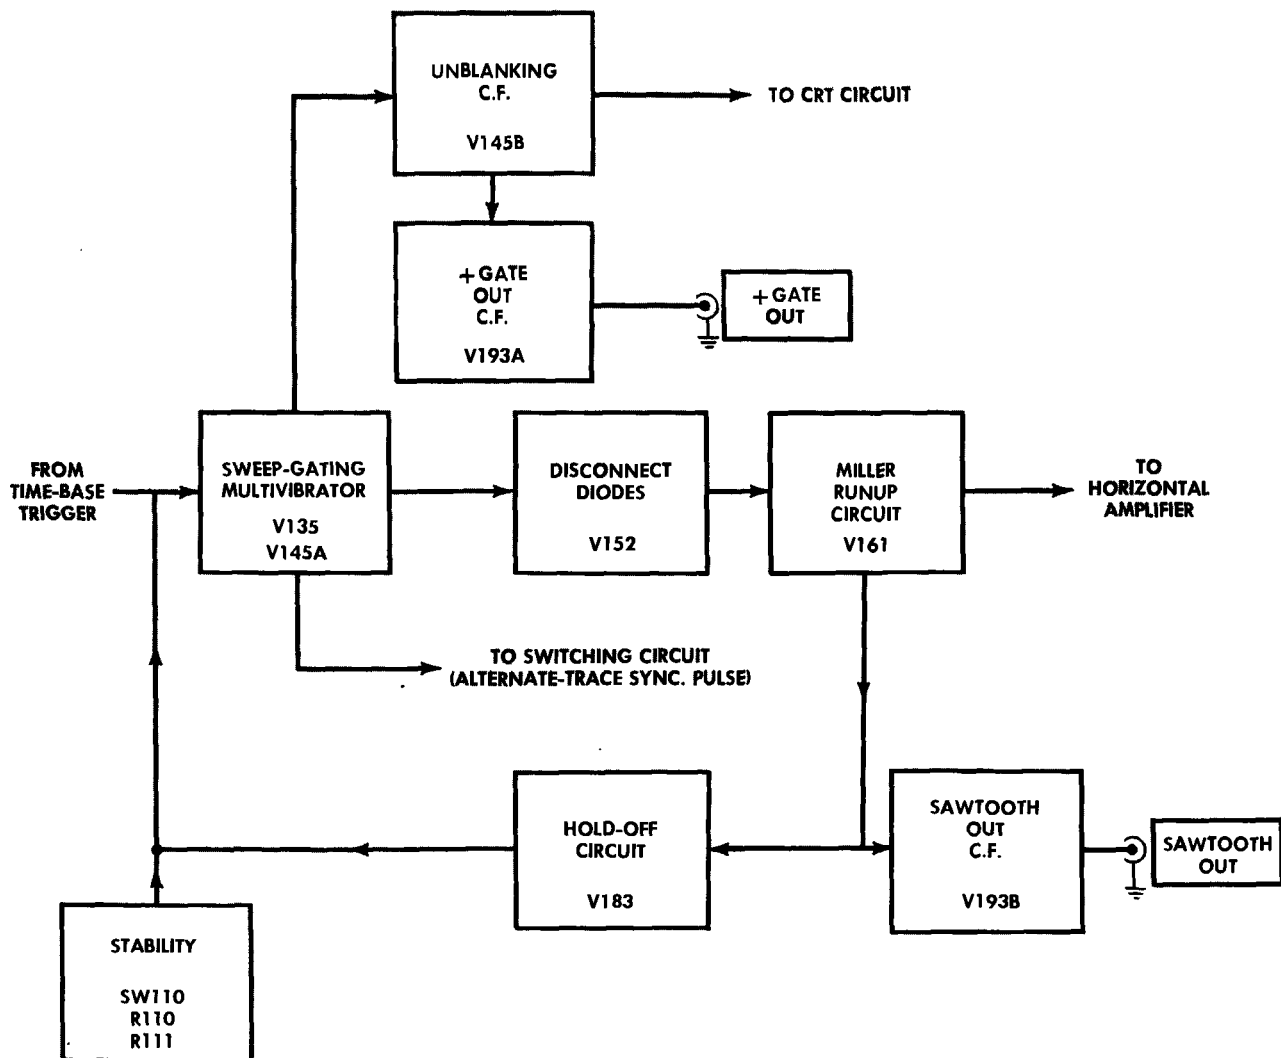 UNBLANKING
C.F.
V145B
TO CRT CIRCUIT
+GATE
OUT
C.F.
V193A
+GATE
OUT
FROM
TIME-BASE
TRIGGER
SWEEP-GATING
MULTIVIBRATOR
V135
V145A
DISCONNECT
DIODES
V152
MILLER
RUNUP
CIRCUIT
V161
TO
HORIZONTAL
AMPLIFIER
TO SWITCHING CIRCUIT
(ALTERNATE-TRACE SYNC. PULSE)
HOLD-OFF
CIRCUIT
V183
SAWTOOTH
OUT
C.F.
V193B
SAWTOOTH
OUT
STABILITY
SW110
R110
R111